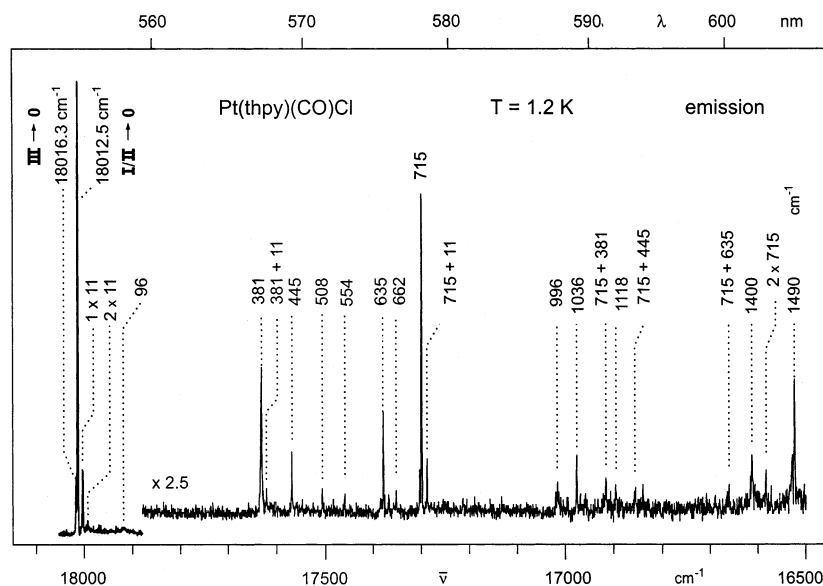 560 570 580 590 λ 600 nm
Pt(thpy)(CO)Cl T = 1.2 K emission
III → 0
18016.3 cm⁻¹
18012.5 cm⁻¹
I/II → 0
1 x 11
2 x 11
96
x 2.5
381
381 + 11
445
508
554
635
662
715
715 + 11
996
1036
715 + 381
1118
715 + 445
715 + 635
1400
2 x 715
1490
cm⁻¹
18000 17500 ν̄ 17000 cm⁻¹ 16500